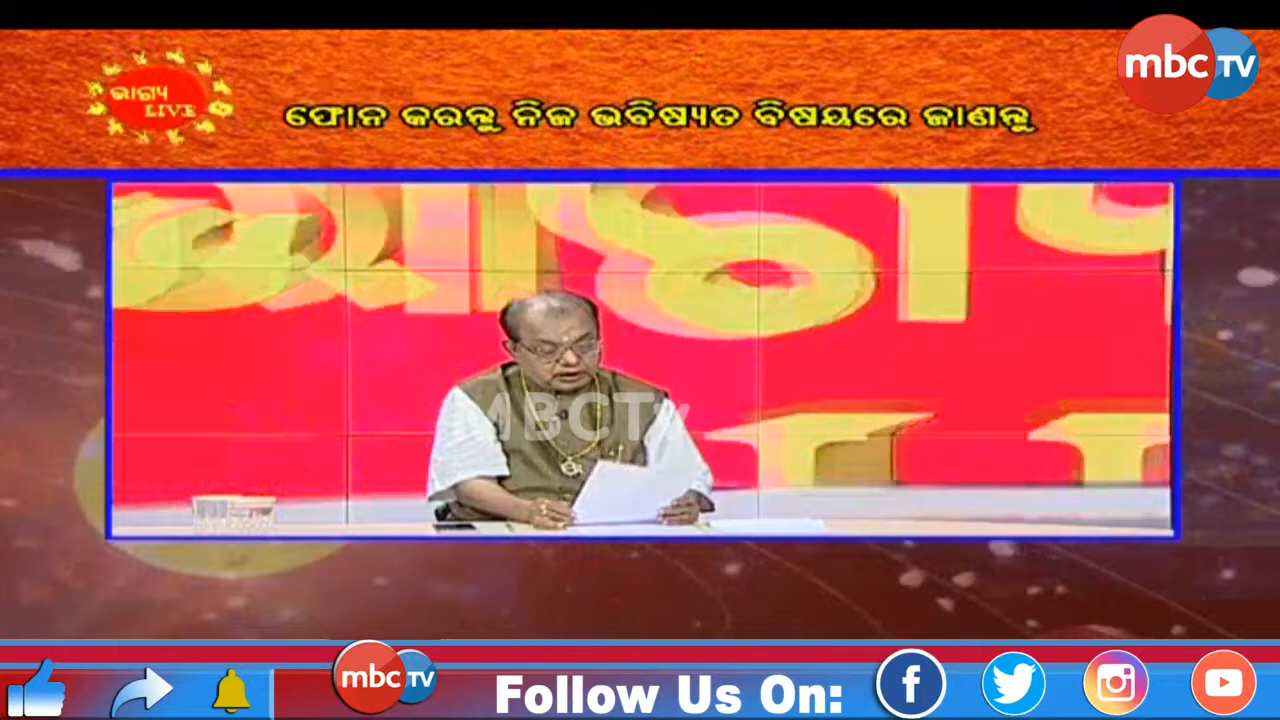 mbc TV
ଭାଗ୍ୟ
LIVE
ଫୋନ କରନ୍ତୁ ନିଜ ଭବିଷ୍ୟତ ବିଷୟରେ ଜାଣନ୍ତୁ
MBCTv
mbc TV
Follow Us On: